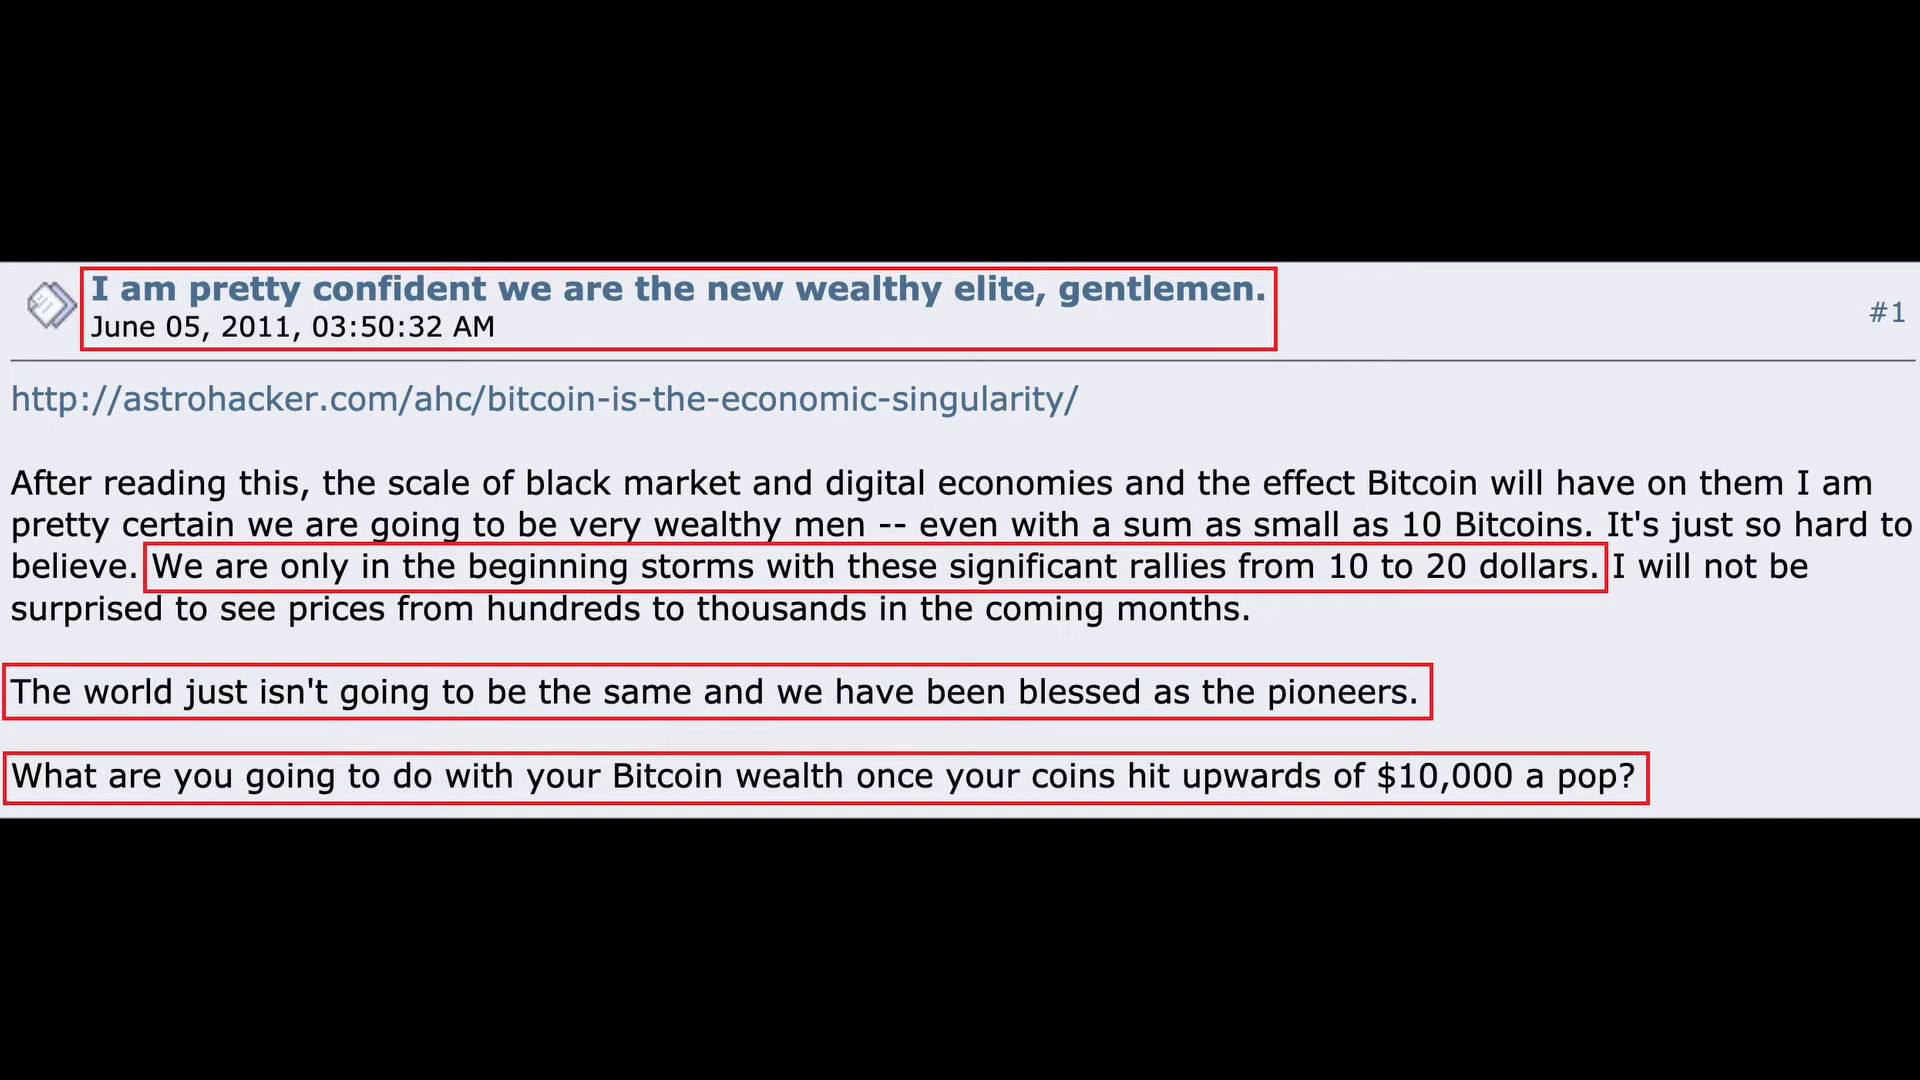 I am pretty confident we are the new wealthy elite, gentlemen.
June 05, 2011, 03:50:32 AM
#1
http://astrohacker.com/ahc/bitcoin-is-the-economic-singularity/
After reading this, the scale of black market and digital economies and the effect Bitcoin will have on them I am
pretty certain we are going to be very wealthy men -- even with a sum as small as 10 Bitcoins. It's just so hard to
believe. We are only in the beginning storms with these significant rallies from 10 to 20 dollars. I will not be
surprised to see prices from hundreds to thousands in the coming months.
The world just isn't going to be the same and we have been blessed as the pioneers.
What are you going to do with your Bitcoin wealth once your coins hit upwards of $10,000 a pop?